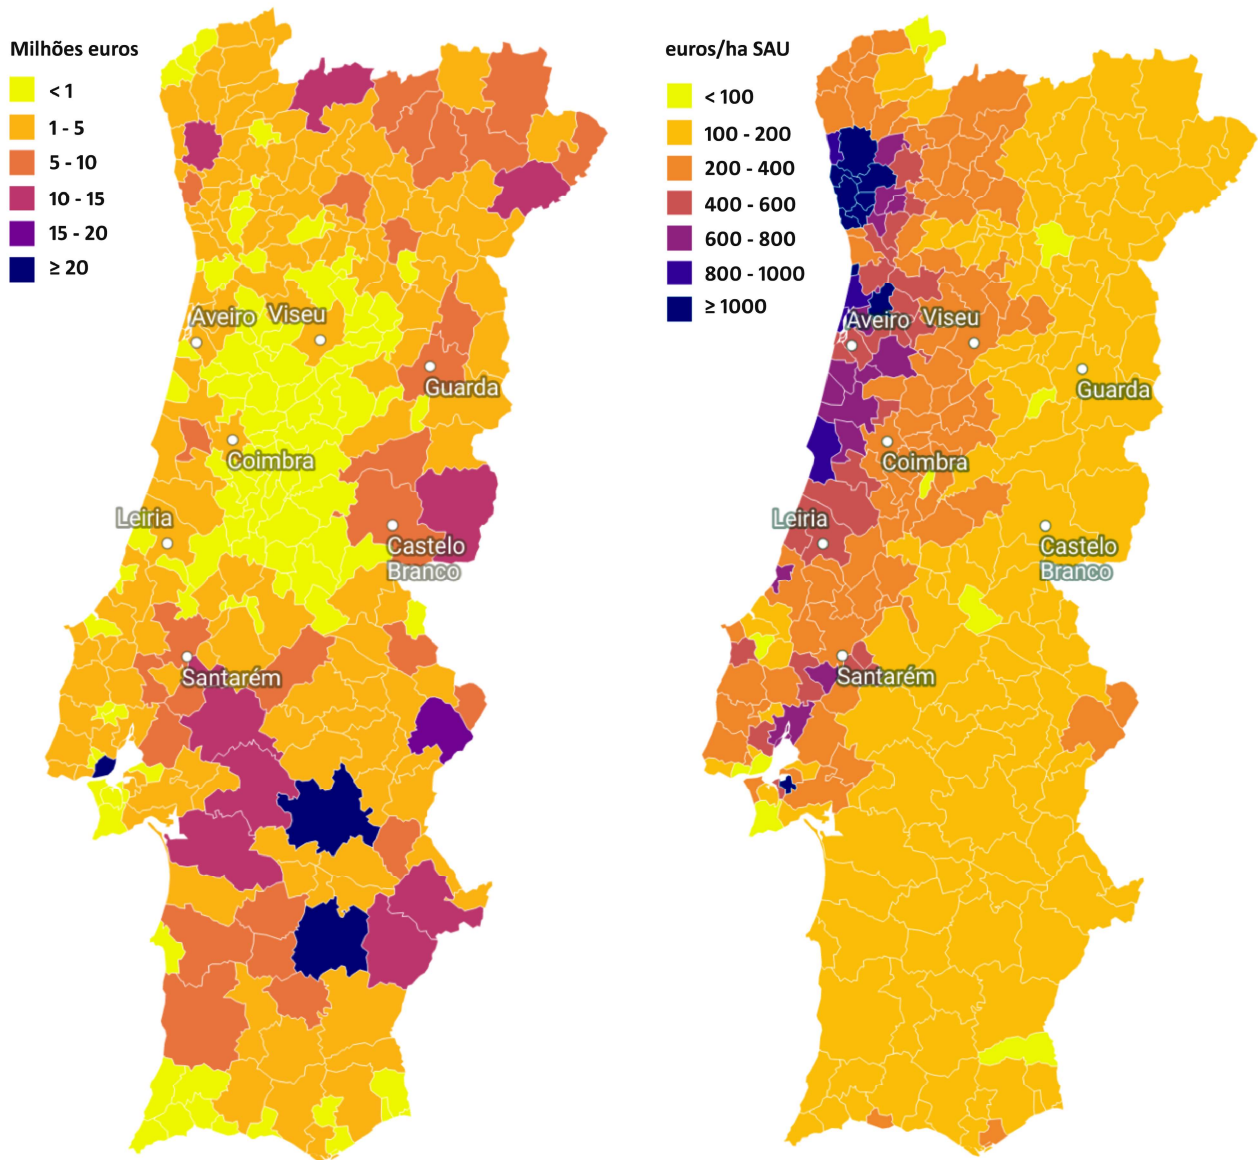 Milhões euros
< 1
1 - 5
5 - 10
10 - 15
15 - 20
≥ 20
Aveiro
Viseu
Guarda
Coimbra
Leiria
Castelo
Branco
Santarém
euros/ha SAU
< 100
100 - 200
200 - 400
400 - 600
600 - 800
800 - 1000
≥ 1000
Aveiro
Viseu
Guarda
Coimbra
Leiria
Castelo
Branco
Santarém